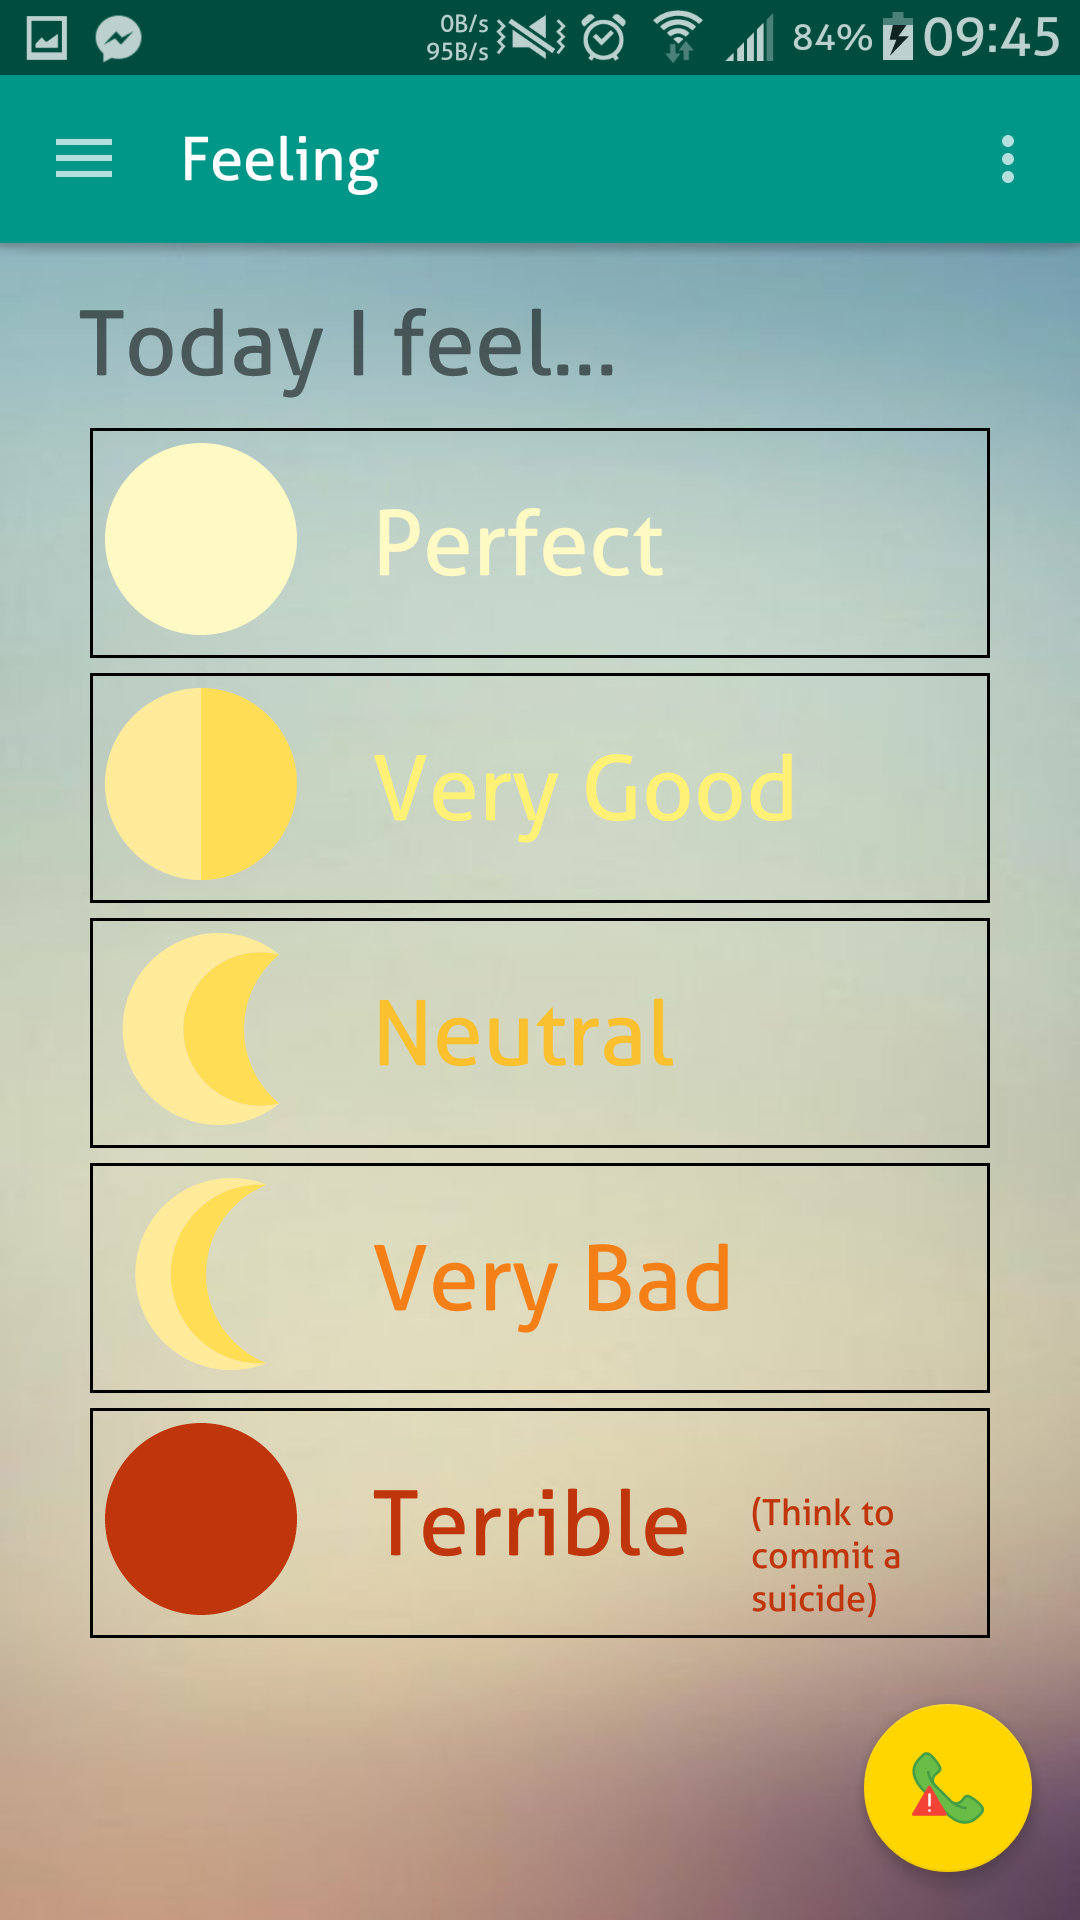 0B/s
95B/s
84% 09:45
Feeling
Today I feel...
Perfect
Very Good
Neutral
Very Bad
Terrible
(Think to
commit a
suicide)